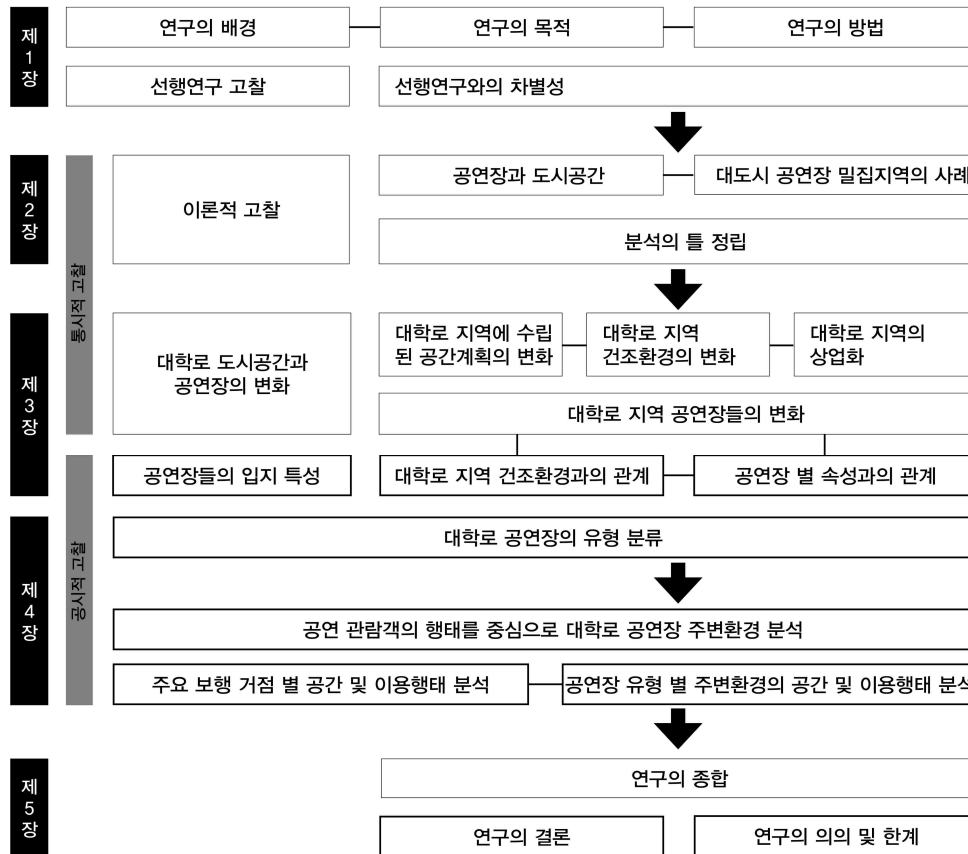 제1장
연구의 배경
연구의 목적
연구의 방법
선행연구 고찰
선행연구와의 차별성
제2장
통시적 고찰
이론적 고찰
공연장과 도시공간
대도시 공연장 밀집지역의 사례
분석의 틀 정립
제3장
대학로 도시공간과
공연장의 변화
대학로 지역에 수립
된 공간계획의 변화
대학로 지역
건조환경의 변화
대학로 지역의
상업화
대학로 지역 공연장들의 변화
공시적 고찰
공연장들의 입지 특성
대학로 지역 건조환경과의 관계
공연장 별 속성과의 관계
제4장
대학로 공연장의 유형 분류
공연 관람객의 행태를 중심으로 대학로 공연장 주변환경 분석
주요 보행 거점 별 공간 및 이용행태 분석
공연장 유형 별 주변환경의 공간 및 이용행태 분석
제5장
연구의 종합
연구의 결론
연구의 의의 및 한계